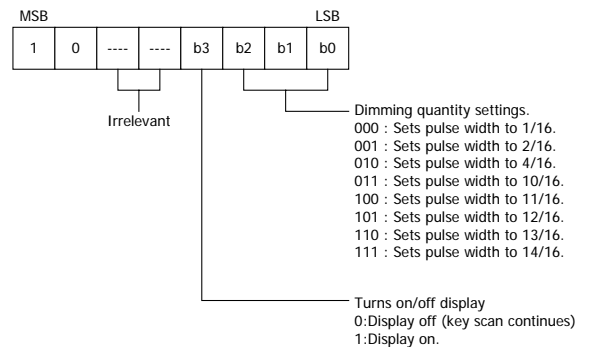 MSB LSB
1 0 ---- ---- b3 b2 b1 b0
Irrelevant
Dimming quantity settings.
000 : Sets pulse width to 1/16.
001 : Sets pulse width to 2/16.
010 : Sets pulse width to 4/16.
011 : Sets pulse width to 10/16.
100 : Sets pulse width to 11/16.
101 : Sets pulse width to 12/16.
110 : Sets pulse width to 13/16.
111 : Sets pulse width to 14/16.
Turns on/off display
0:Display off (key scan continues)
1:Display on.